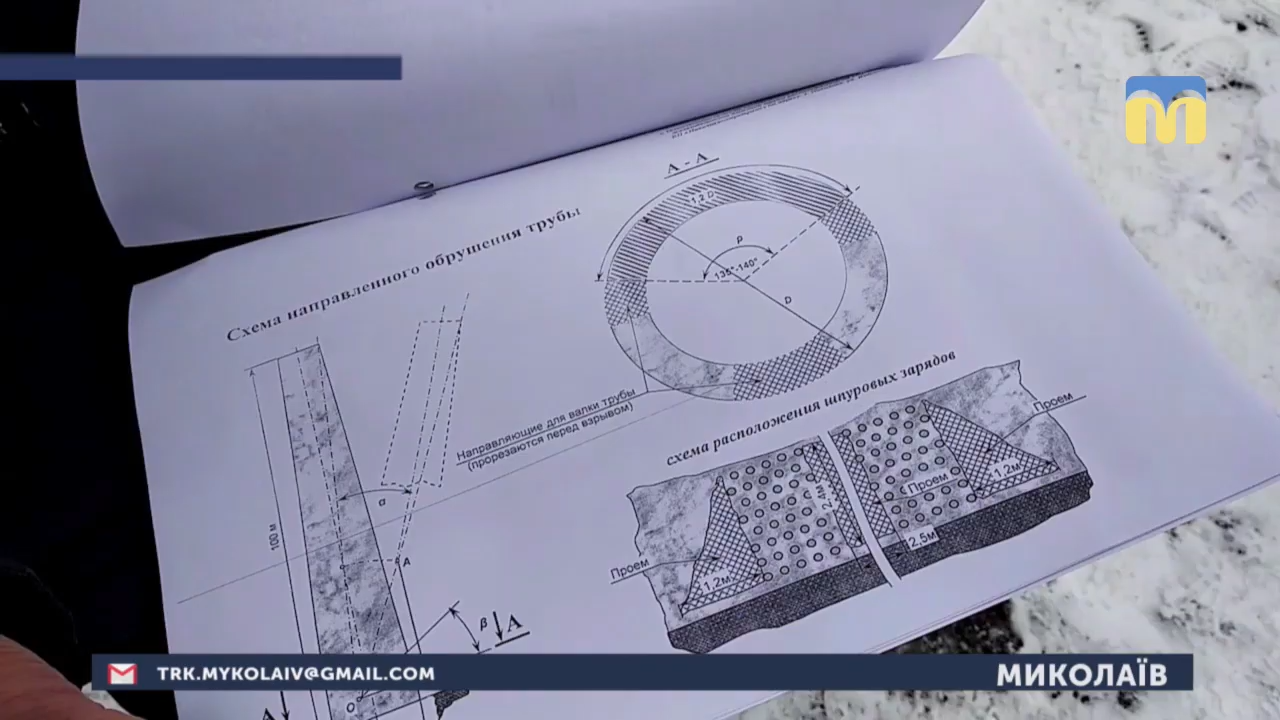 Схема направленного обрушения трубы
А - А
1,2 D
ρ
135°-140°
D
100 м
α
А
Направляющие для валки трубы
(прорезаются перед взрывом)
β
А
О
А
схема расположения шпуровых зарядов
Проем
1,2м
2,4м
Проем
2,5м
1,2м
Проем
TRK.MYKOLAIV@GMAIL.COM
МИКОЛАЇВ